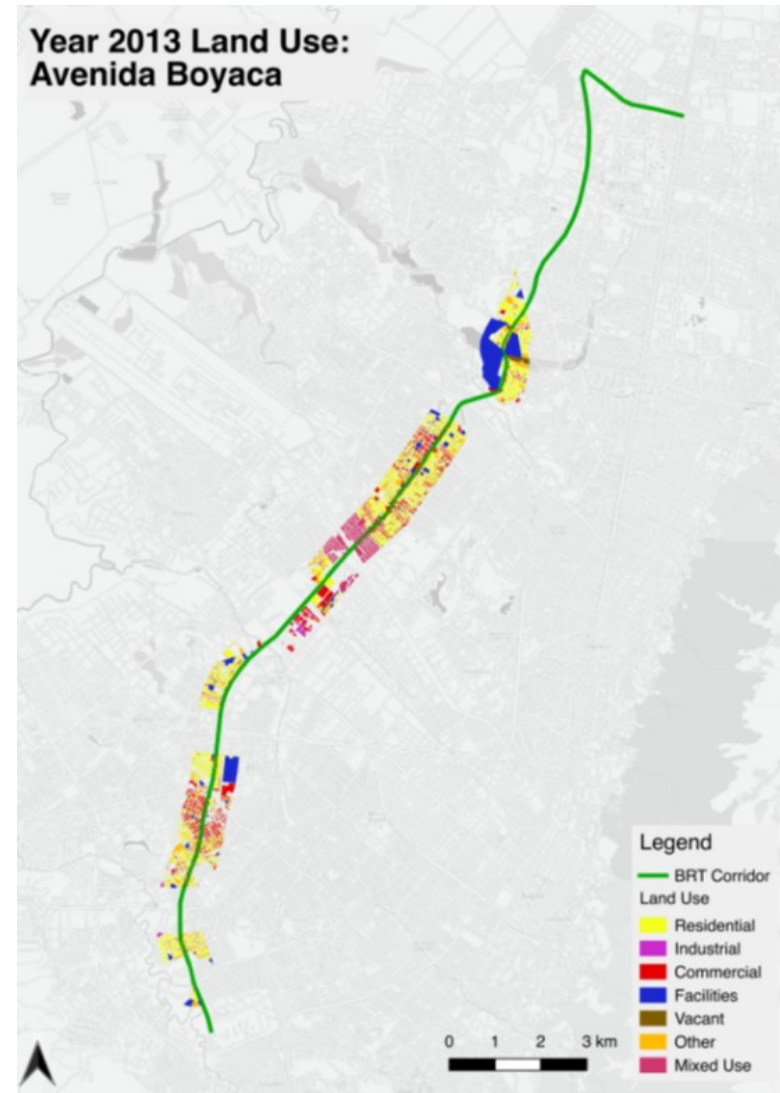 Year 2013 Land Use:
Avenida Boyaca
Legend
BRT Corridor
Land Use
Residential
Industrial
Commercial
Facilities
Vacant
Other
Mixed Use
0 1 2 3 km